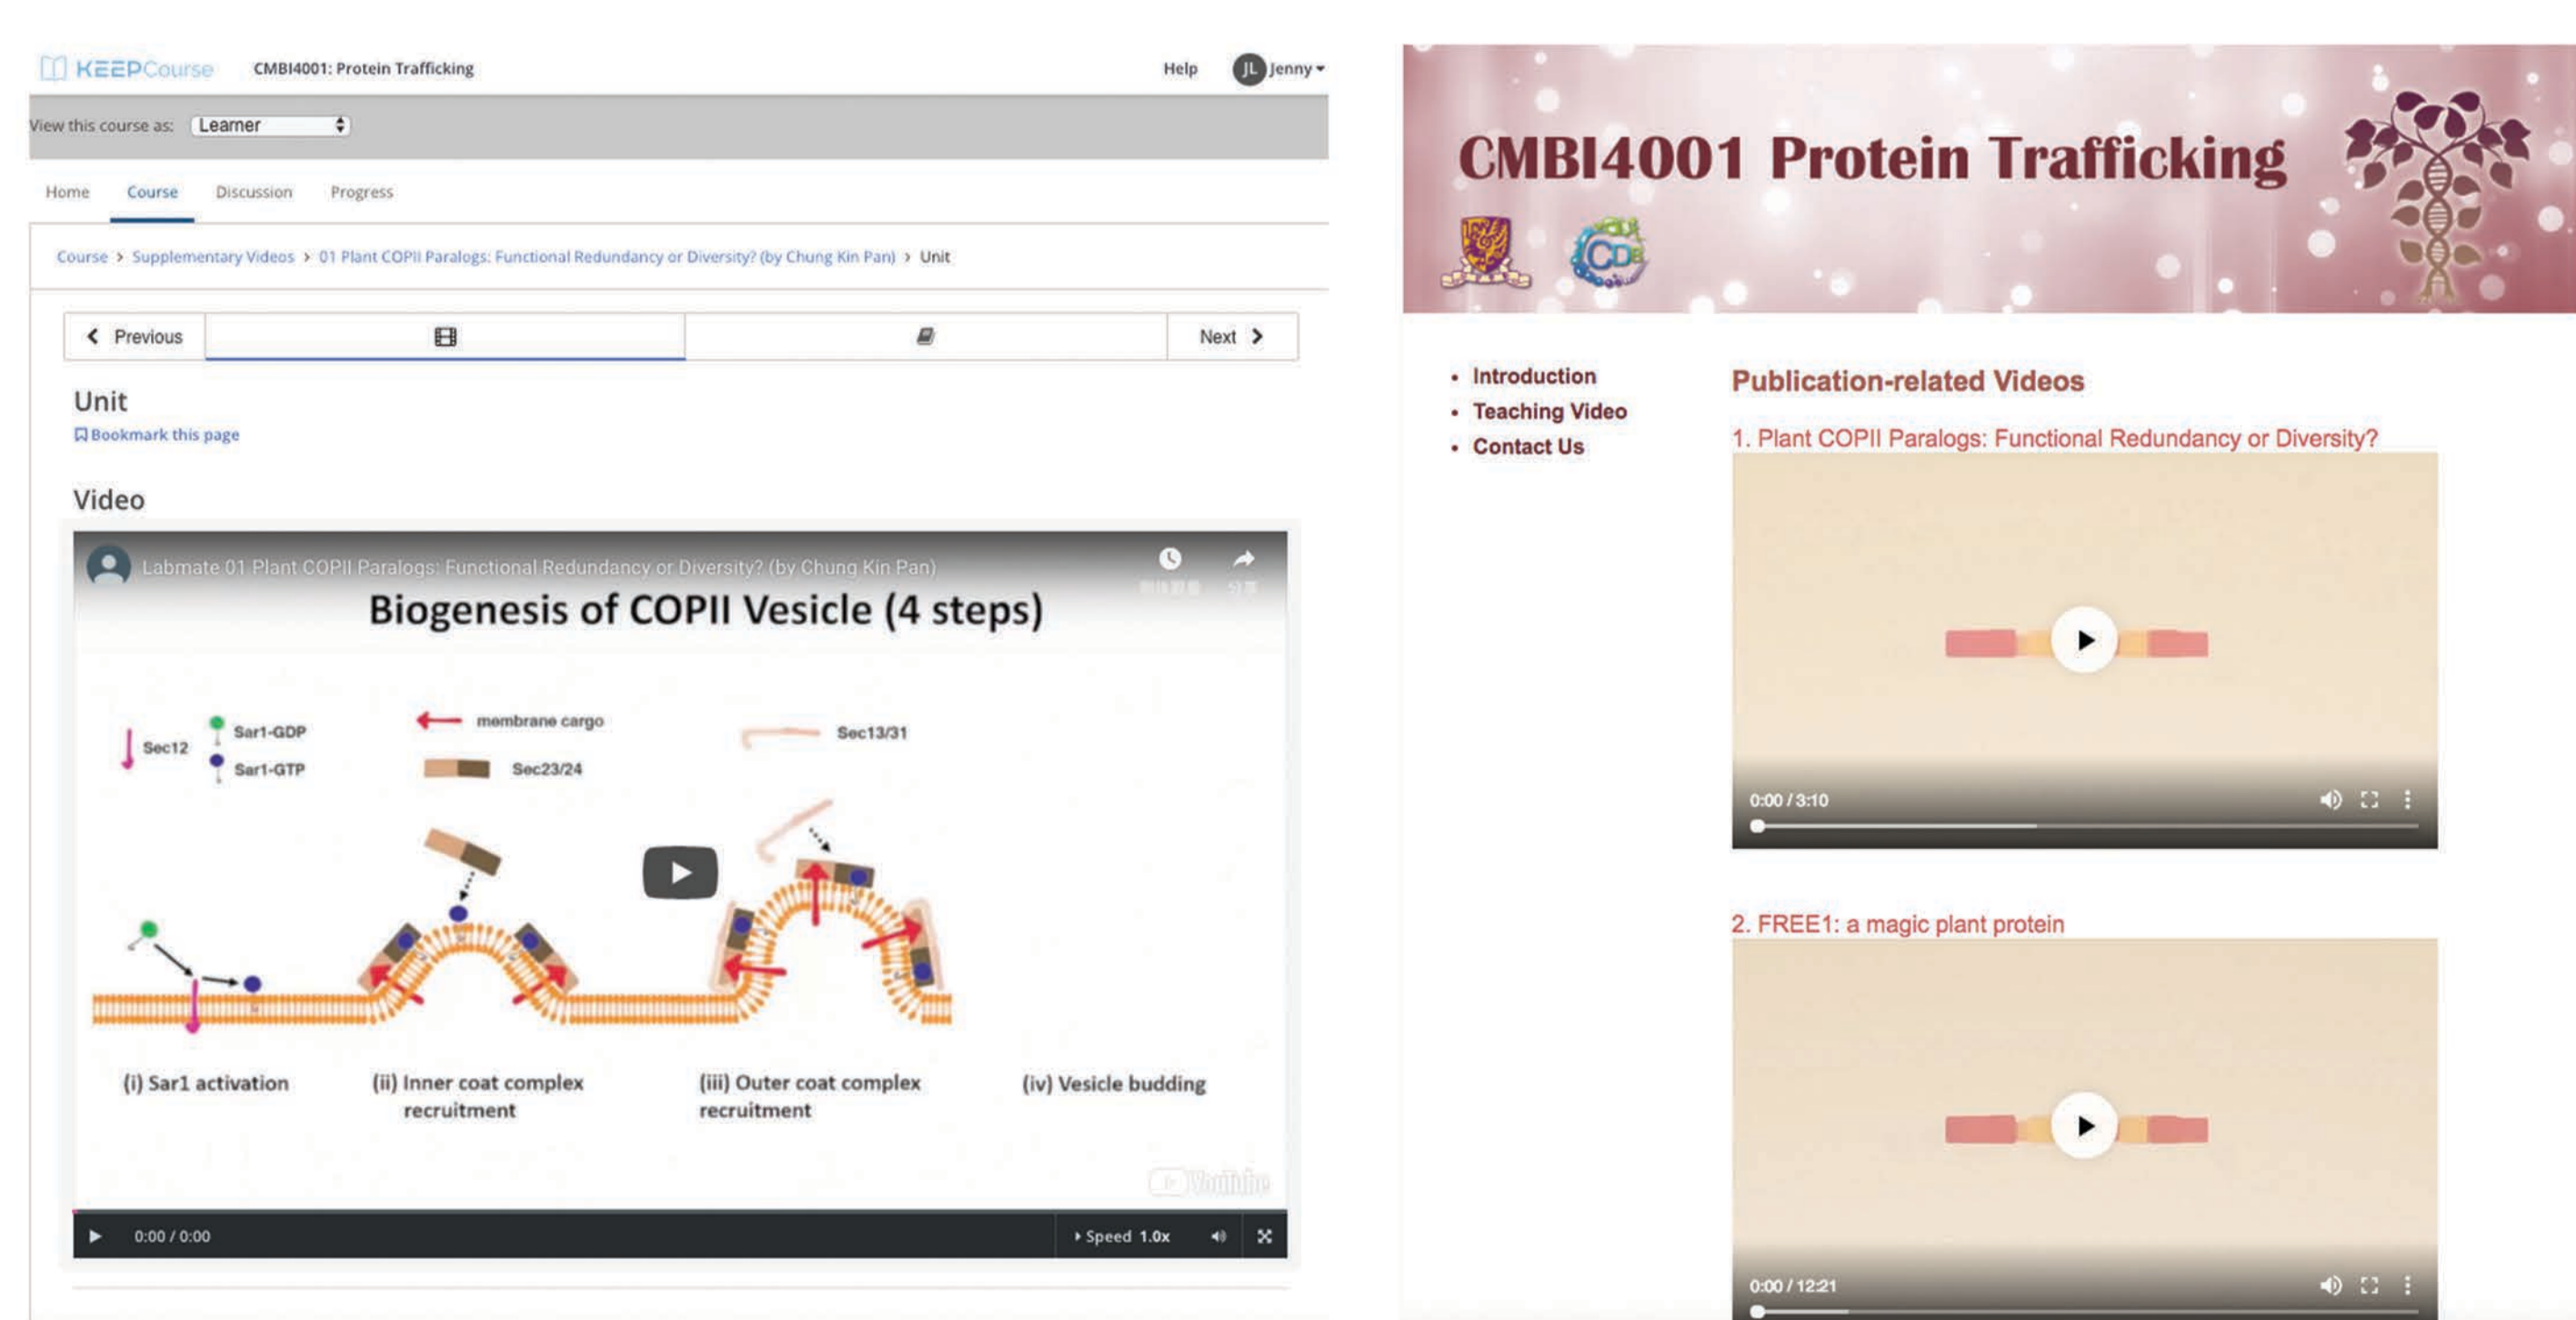 KEEPCourse
CMBI4001: Protein Trafficking
Help
JL Jenny
View this course as: Learner
Home Course Discussion Progress
Course > Supplementary Videos > 01 Plant COPII Paralogs: Functional Redundancy or Diversity? (by Chung Kin Pan) > Unit
Previous
Next
Unit
Bookmark this page
Video
Labmate 01 Plant COPII Paralogs: Functional Redundancy or Diversity? (by Chung Kin Pan)
Biogenesis of COPII Vesicle (4 steps)
Sec12
Sar1-GDP
Sar1-GTP
membrane cargo
Sec23/24
Sec13/31
(i) Sar1 activation
(ii) Inner coat complex
recruitment
(iii) Outer coat complex
recruitment
(iv) Vesicle budding
YouTube
0:00 / 0:00
Speed 1.0x
CMBI4001 Protein Trafficking
CDB
• Introduction
• Teaching Video
• Contact Us
Publication-related Videos
1. Plant COPII Paralogs: Functional Redundancy or Diversity?
0:00 / 3:10
2. FREE1: a magic plant protein
0:00 / 12:21